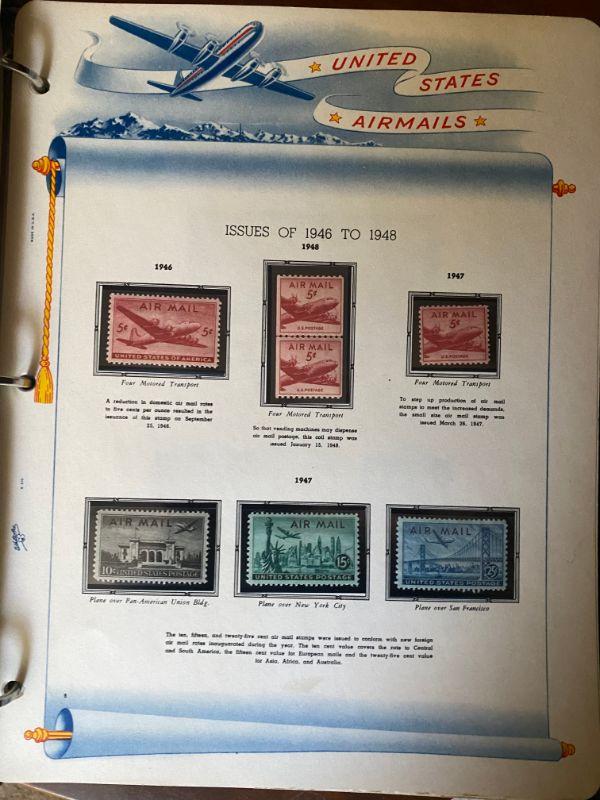 UNITED
STATES
AIRMAILS
MADE IN U.S.A.
ISSUES OF 1946 TO 1948
1946
AIR MAIL
5¢ 5¢
UNITED STATES OF AMERICA
Four Motored Transport
A reduction in domestic air mail rates
to five cents per ounce resulted in the
issuance of this stamp on September
25, 1946.
1948
AIR MAIL
5¢
U.S. POSTAGE
AIR MAIL
5¢
U.S. POSTAGE
Four Motored Transport
So that vending machines may dispense
air mail postage, this coil stamp was
issued January 15, 1948.
1947
AIR MAIL
5¢
U.S. POSTAGE
Four Motored Transport
To step up production of air mail
stamps to meet the increased demands,
the small size air mail stamp was
issued March 26, 1947.
1947
AIR MAIL
10¢ UNITED STATES POSTAGE
Plane over Pan-American Union Bldg.
AIR MAIL
15¢
UNITED STATES POSTAGE
Plane over New York City
AIR MAIL
25¢
UNITED STATES POSTAGE
Plane over San Francisco
The ten, fifteen, and twenty-five cent air mail stamps were issued to conform with new foreign
air mail rates inaugurated during the year. The ten cent value covers the rate to Central
and South America, the fifteen cent value for European mails and the twenty-five cent value
for Asia, Africa, and Australia.